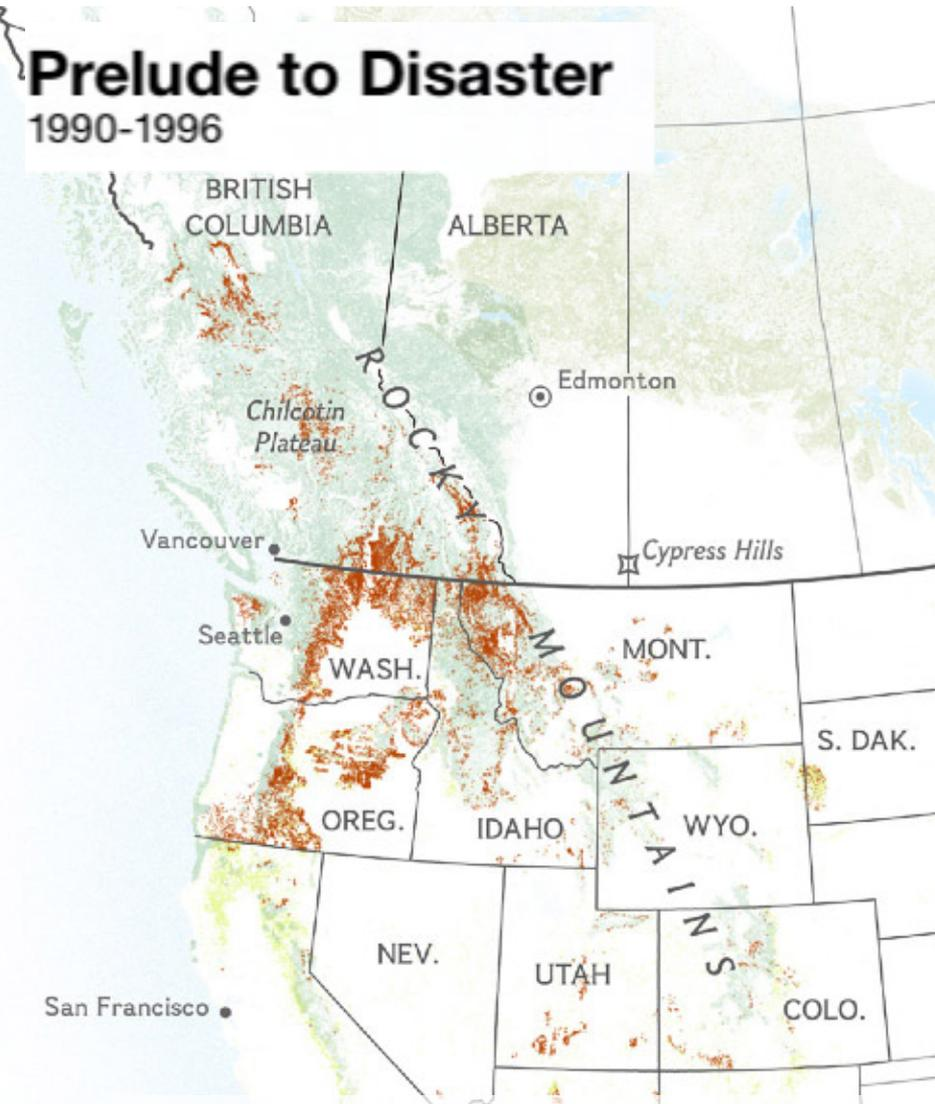 Prelude to Disaster
1990-1996
BRITISH
COLUMBIA
ALBERTA
ROCKY
Edmonton
Chilcotin
Plateau
Vancouver
Cypress Hills
Seattle
WASH.
MOUNTAINS
MONT.
S. DAK.
OREG.
IDAHO
WYO.
NEV.
UTAH
San Francisco
COLO.